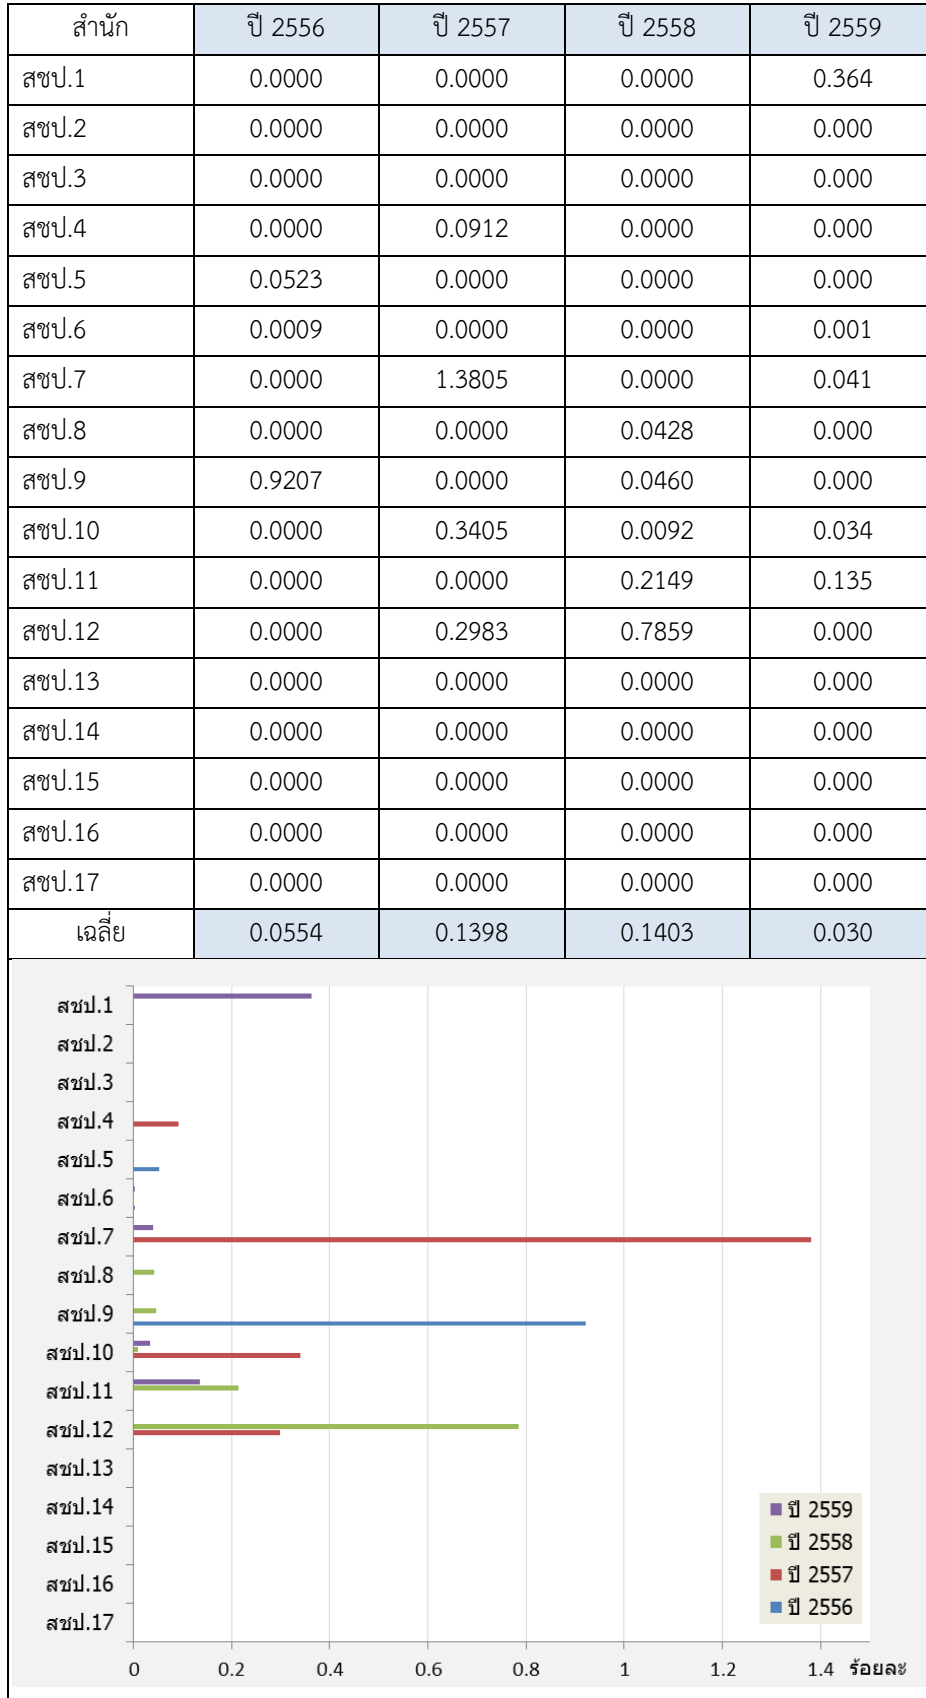 สำนัก ปี 2556 ปี 2557 ปี 2558 ปี 2559
สชป.1 0.0000 0.0000 0.0000 0.364
สชป.2 0.0000 0.0000 0.0000 0.000
สชป.3 0.0000 0.0000 0.0000 0.000
สชป.4 0.0000 0.0912 0.0000 0.000
สชป.5 0.0523 0.0000 0.0000 0.000
สชป.6 0.0009 0.0000 0.0000 0.001
สชป.7 0.0000 1.3805 0.0000 0.041
สชป.8 0.0000 0.0000 0.0428 0.000
สชป.9 0.9207 0.0000 0.0460 0.000
สชป.10 0.0000 0.3405 0.0092 0.034
สชป.11 0.0000 0.0000 0.2149 0.135
สชป.12 0.0000 0.2983 0.7859 0.000
สชป.13 0.0000 0.0000 0.0000 0.000
สชป.14 0.0000 0.0000 0.0000 0.000
สชป.15 0.0000 0.0000 0.0000 0.000
สชป.16 0.0000 0.0000 0.0000 0.000
สชป.17 0.0000 0.0000 0.0000 0.000
เฉลี่ย 0.0554 0.1398 0.1403 0.030
สชป.1
สชป.2
สชป.3
สชป.4
สชป.5
สชป.6
สชป.7
สชป.8
สชป.9
สชป.10
สชป.11
สชป.12
สชป.13
สชป.14
สชป.15
สชป.16
สชป.17
ปี 2559
ปี 2558
ปี 2557
ปี 2556
0 0.2 0.4 0.6 0.8 1 1.2 1.4 ร้อยละ